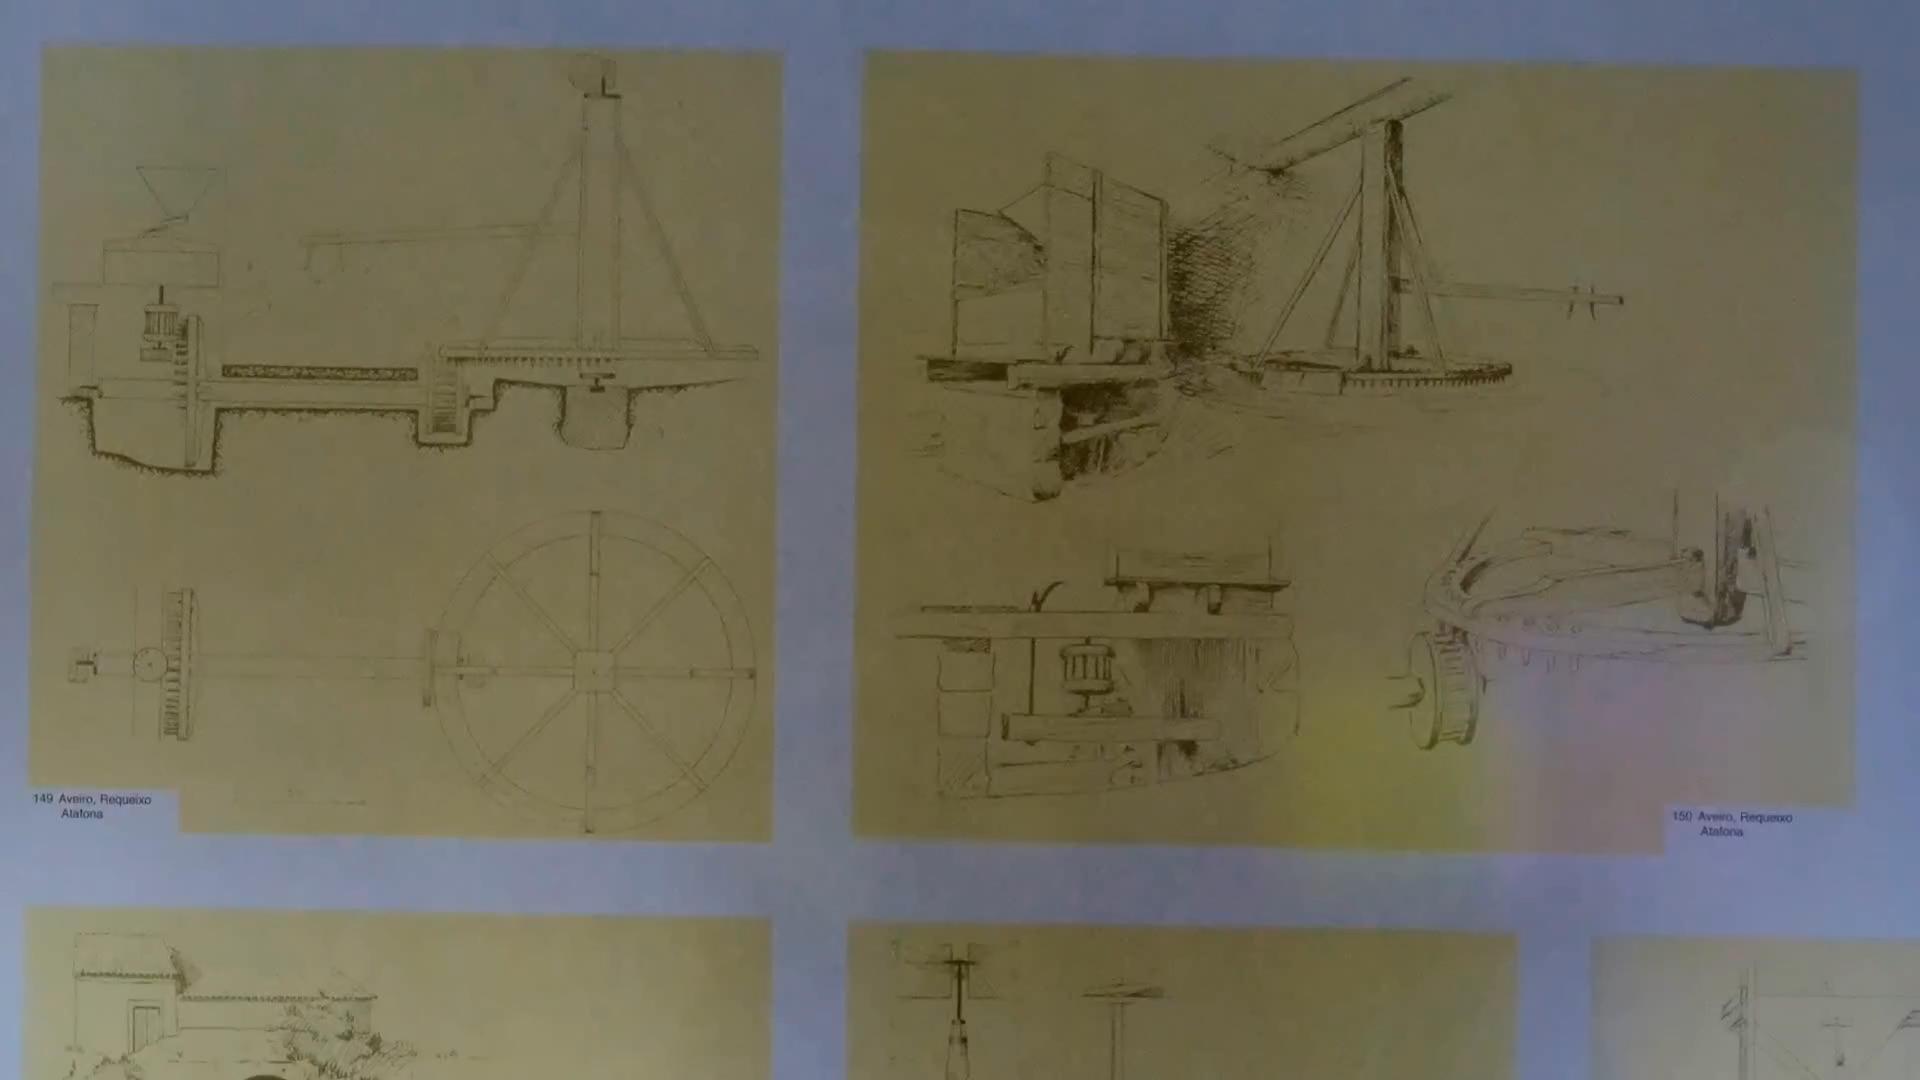 149 Aveiro, Requeixo
Atafona
150 Aveiro, Requeixo
Atafona